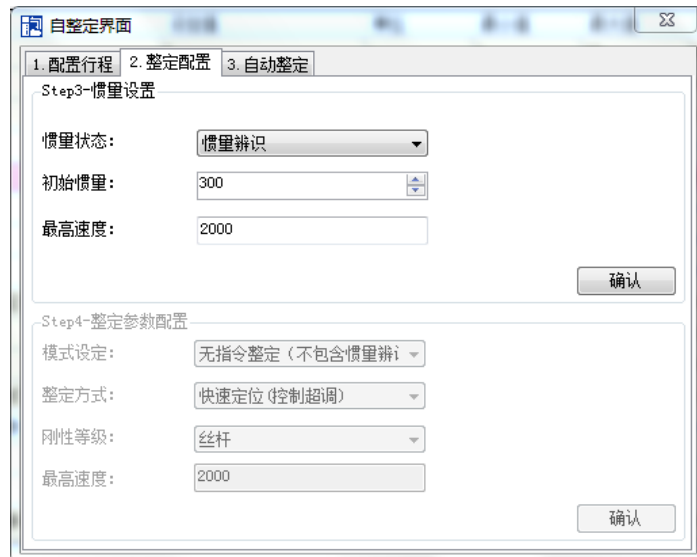 自整定界面
1.配置行程 2.整定配置 3.自动整定
Step3-惯量设置
惯量状态: 惯量辨识
初始惯量: 300
最高速度: 2000
确认
Step4-整定参数配置
模式设定: 无指令整定（不包含惯量辨
整定方式: 快速定位(控制超调)
刚性等级: 丝杆
最高速度: 2000
确认